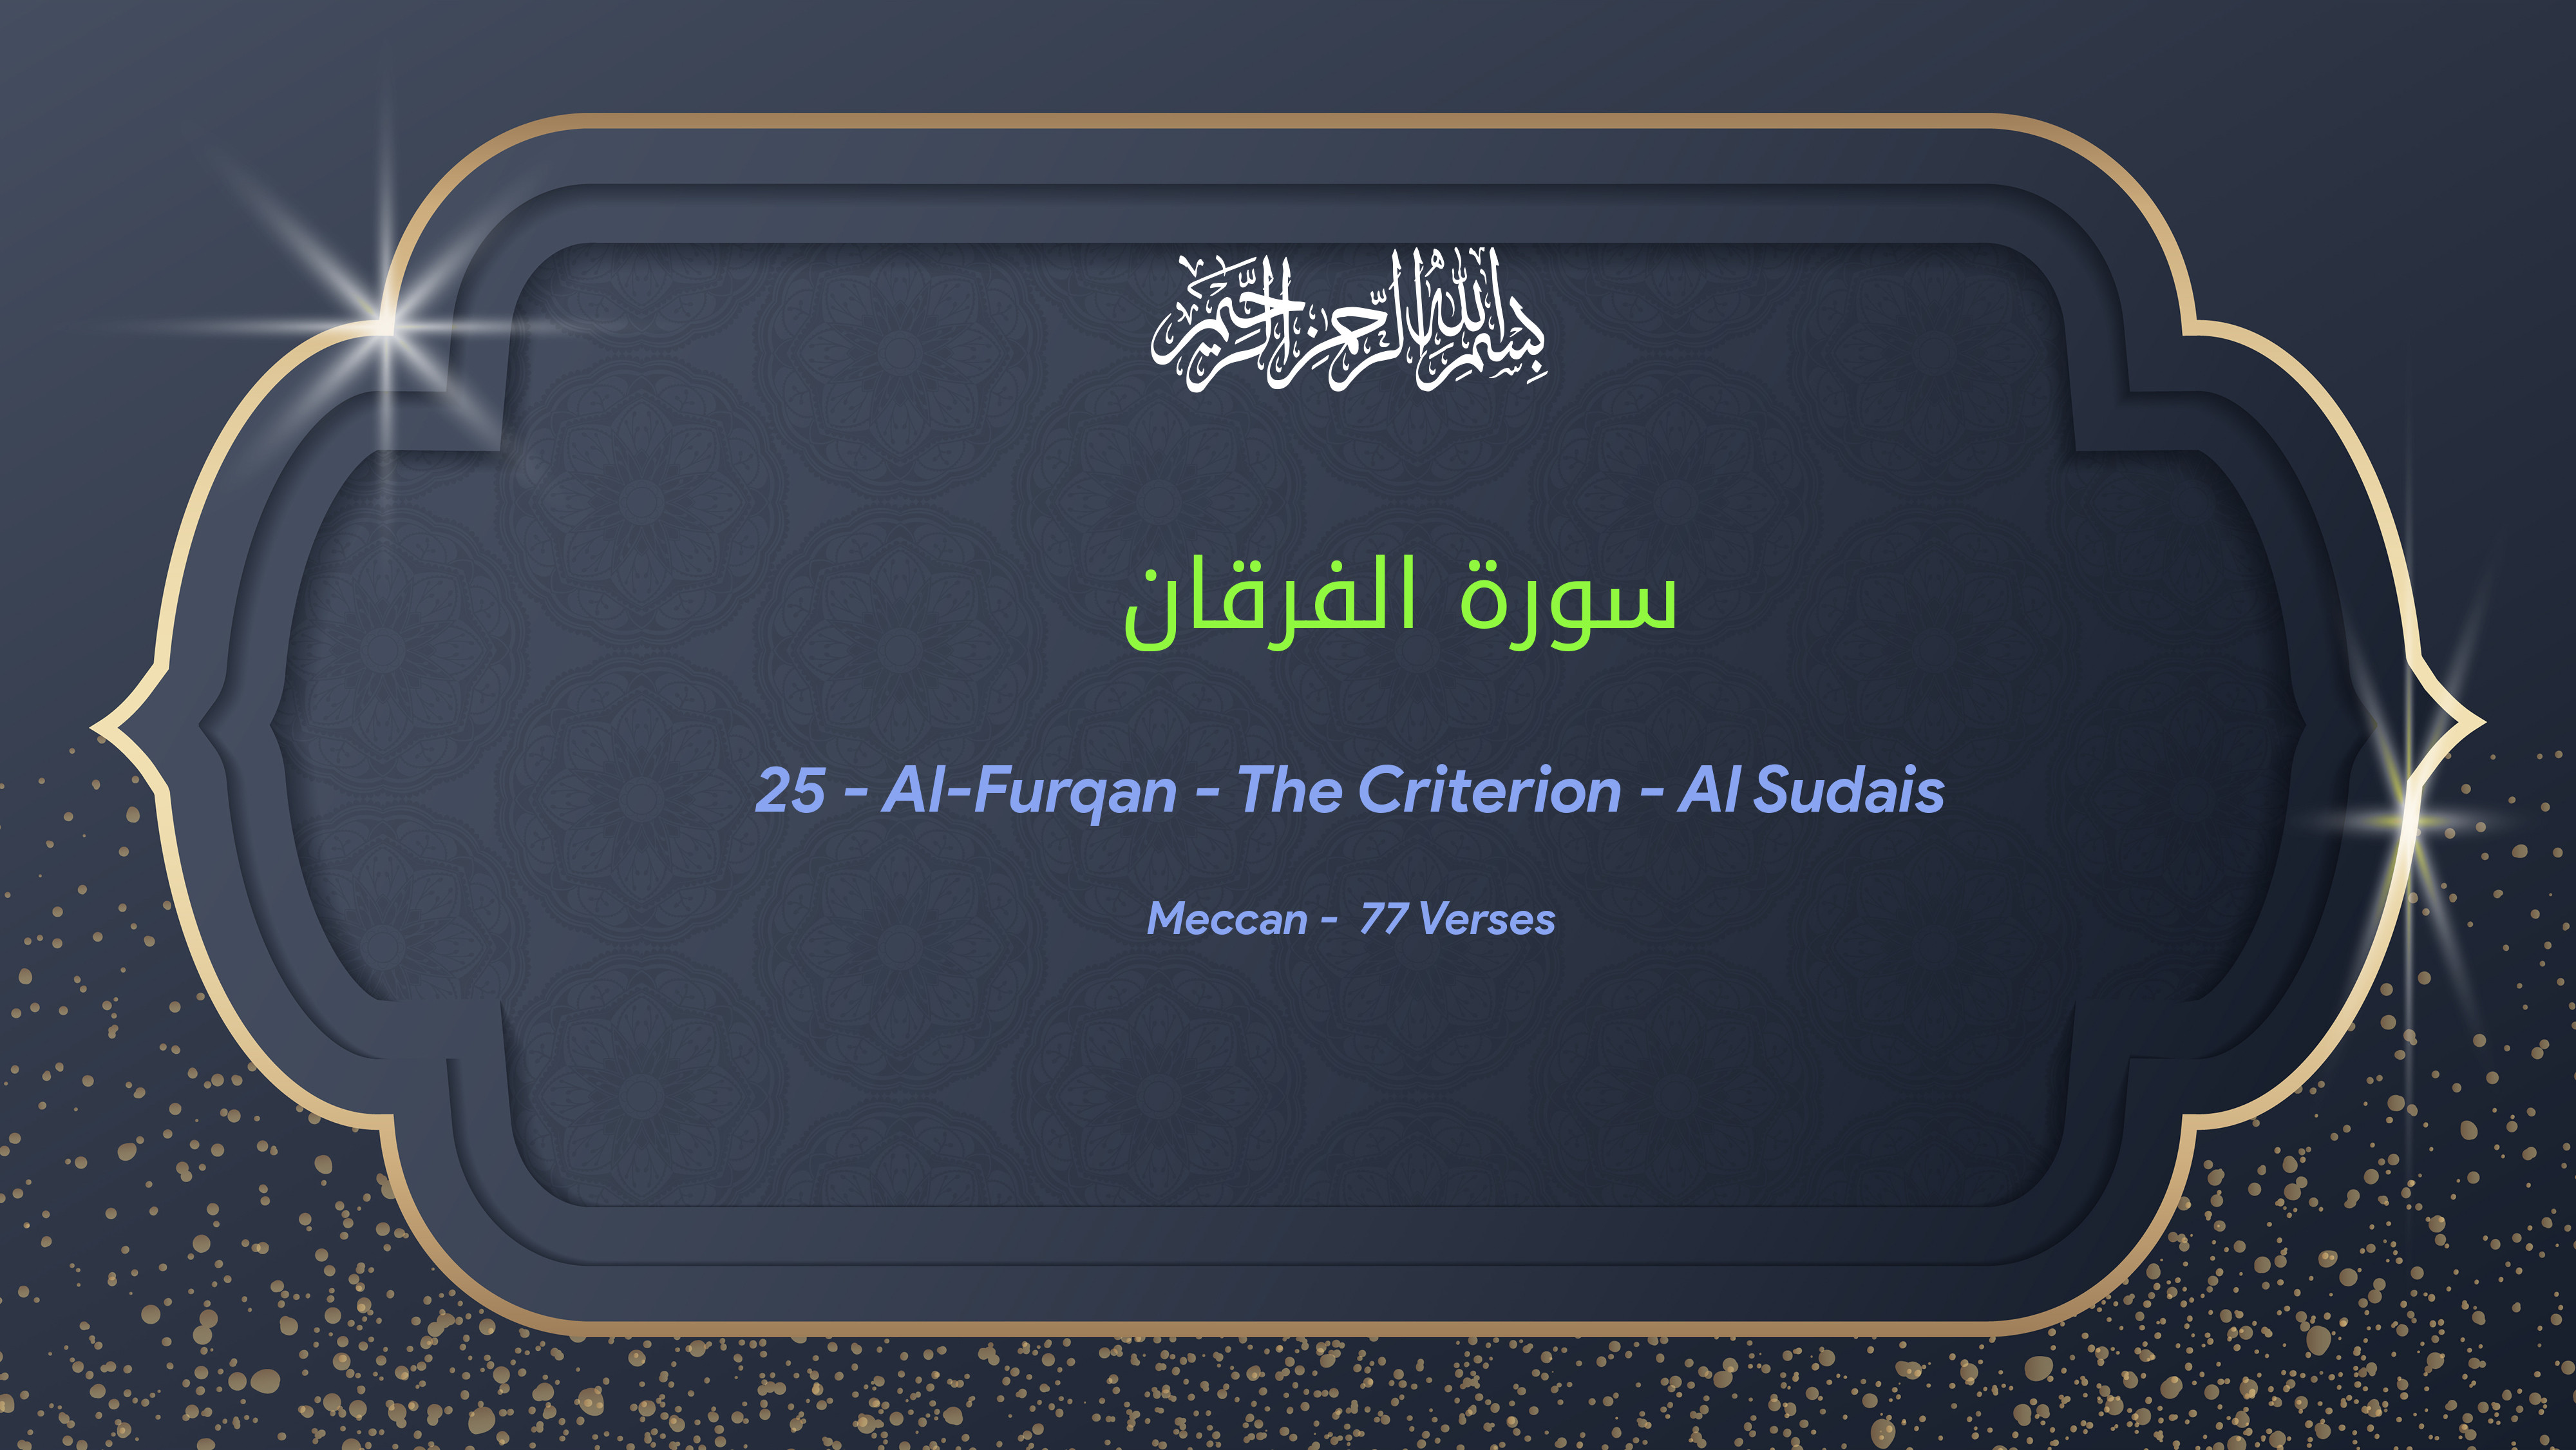 بسم الله الرحمن الرحيم
سورة الفرقان
25 - Al-Furqan - The Criterion - Al Sudais
Meccan -  77 Verses